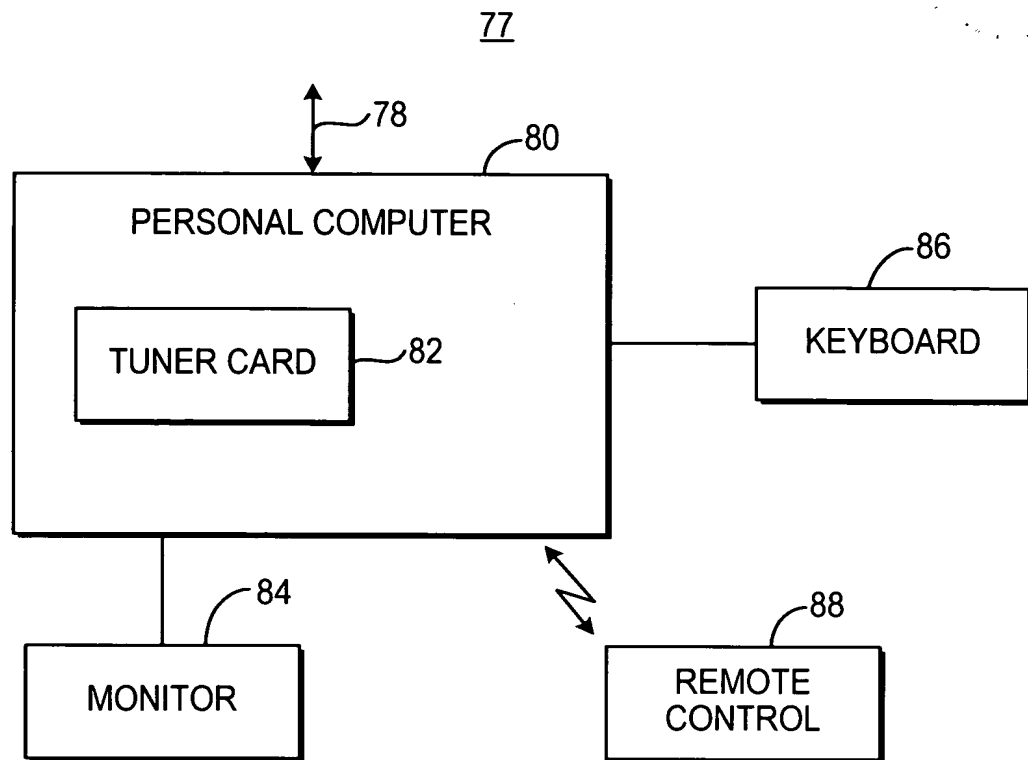 77
78
80
PERSONAL COMPUTER
86
TUNER CARD
82
KEYBOARD
84
88
MONITOR
REMOTE
CONTROL